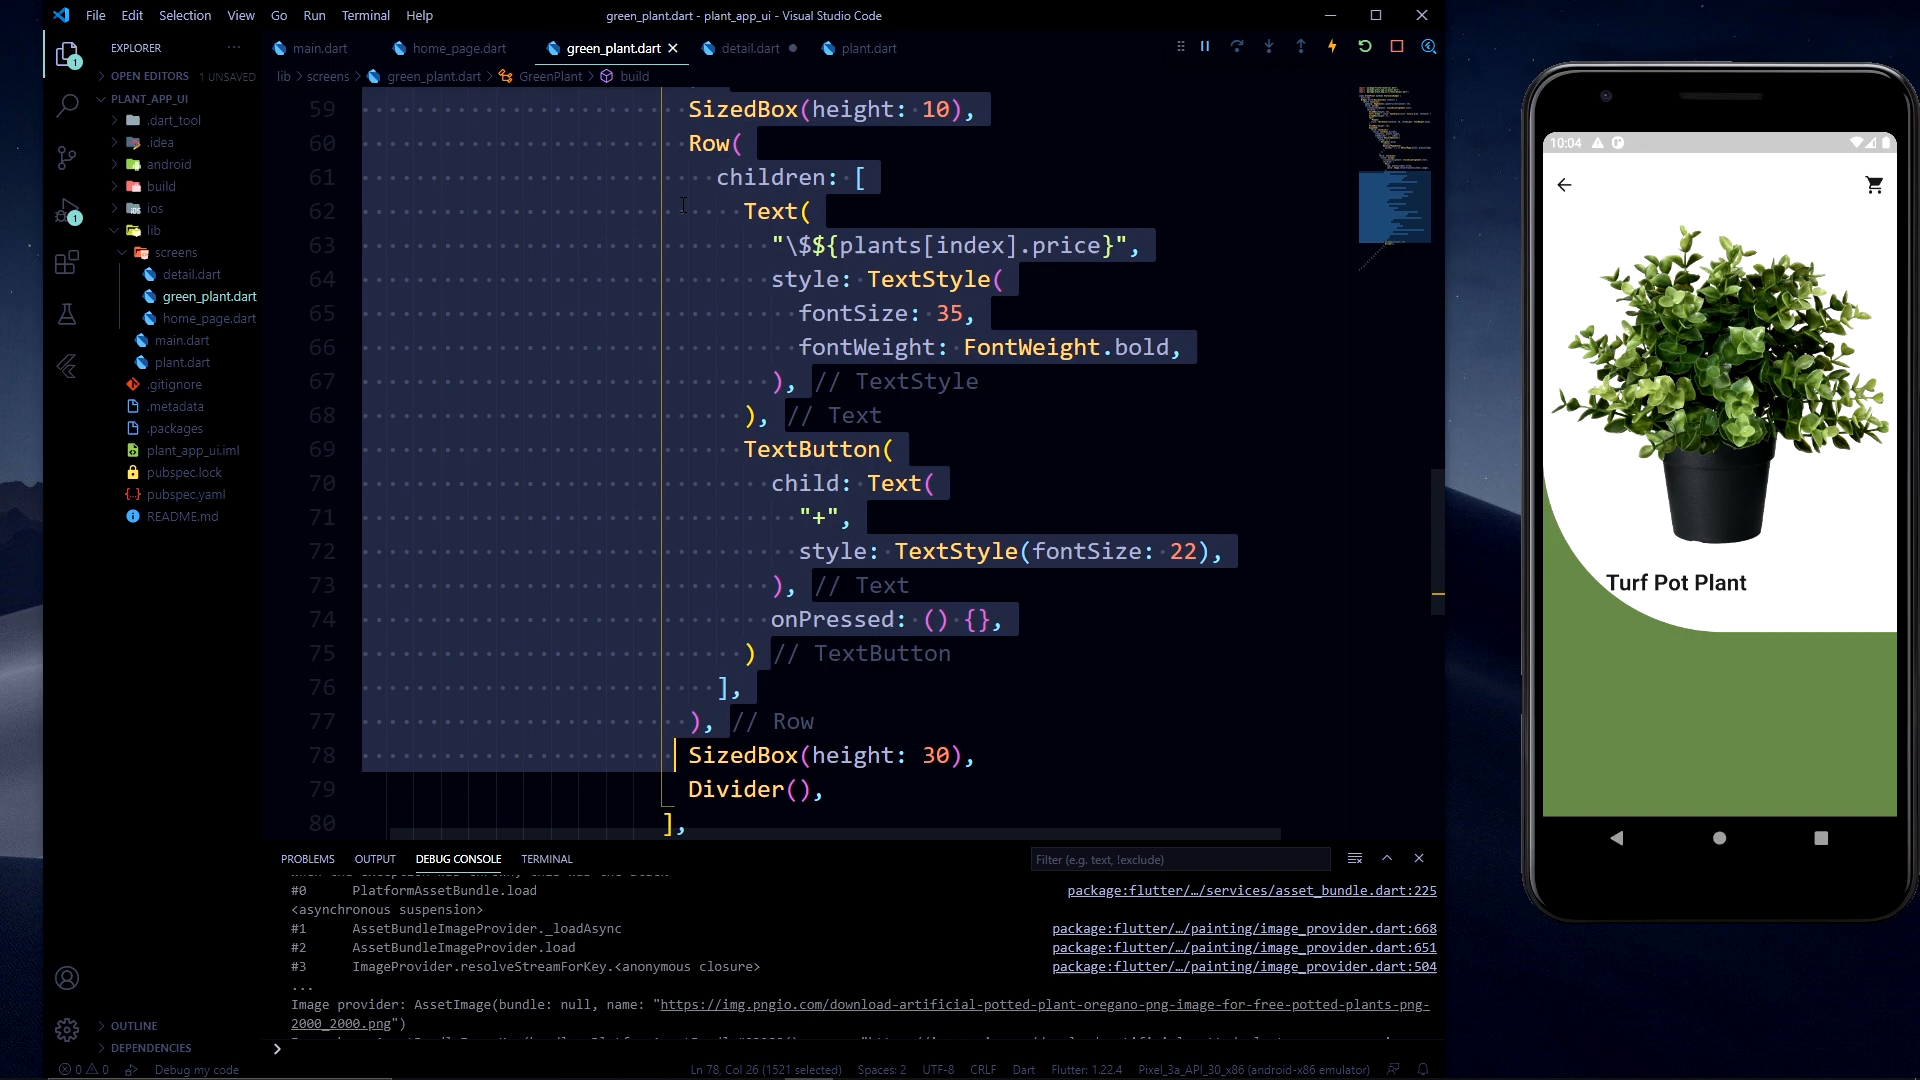 File Edit Selection View Go Run Terminal Help
green_plant.dart - plant_app_ui - Visual Studio Code
EXPLORER
main.dart
home_page.dart
green_plant.dart
detail.dart
plant.dart
OPEN EDITORS 1 UNSAVED
lib > screens > green_plant.dart > GreenPlant > build
PLANT_APP_UI
.dart_tool
.idea
android
build
ios
lib
screens
detail.dart
green_plant.dart
home_page.dart
main.dart
plant.dart
.gitignore
.metadata
.packages
plant_app_ui.iml
pubspec.lock
pubspec.yaml
README.md
OUTLINE
DEPENDENCIES
59 SizedBox(height: 10),
60 Row(
61 children: [
62 Text(
63 "\$${plants[index].price}",
64 style: TextStyle(
65 fontSize: 35,
66 fontWeight: FontWeight.bold,
67 ), // TextStyle
68 ), // Text
69 TextButton(
70 child: Text(
71 "+",
72 style: TextStyle(fontSize: 22),
73 ), // Text
74 onPressed: () {},
75 ) // TextButton
76 ],
77 ), // Row
78 SizedBox(height: 30),
79 Divider(),
80 ],
PROBLEMS OUTPUT DEBUG CONSOLE TERMINAL
Filter (e.g. text, !exclude)
#0 PlatformAssetBundle.load package:flutter/…/services/asset_bundle.dart:225
<asynchronous suspension>
#1 AssetBundleImageProvider._loadAsync package:flutter/…/painting/image_provider.dart:668
#2 AssetBundleImageProvider.load package:flutter/…/painting/image_provider.dart:651
#3 ImageProvider.resolveStreamForKey.<anonymous closure> package:flutter/…/painting/image_provider.dart:504
...
Image provider: AssetImage(bundle: null, name: "https://img.pngio.com/download-artificial-potted-plant-oregano-png-image-for-free-potted-plants-png-
2000_2000.png")
0 0 Debug my code
Ln 78, Col 26 (1521 selected) Spaces: 2 UTF-8 CRLF Dart Flutter: 1.22.4 Pixel_3a_API_30_x86 (android-x86 emulator)
10:04
Turf Pot Plant